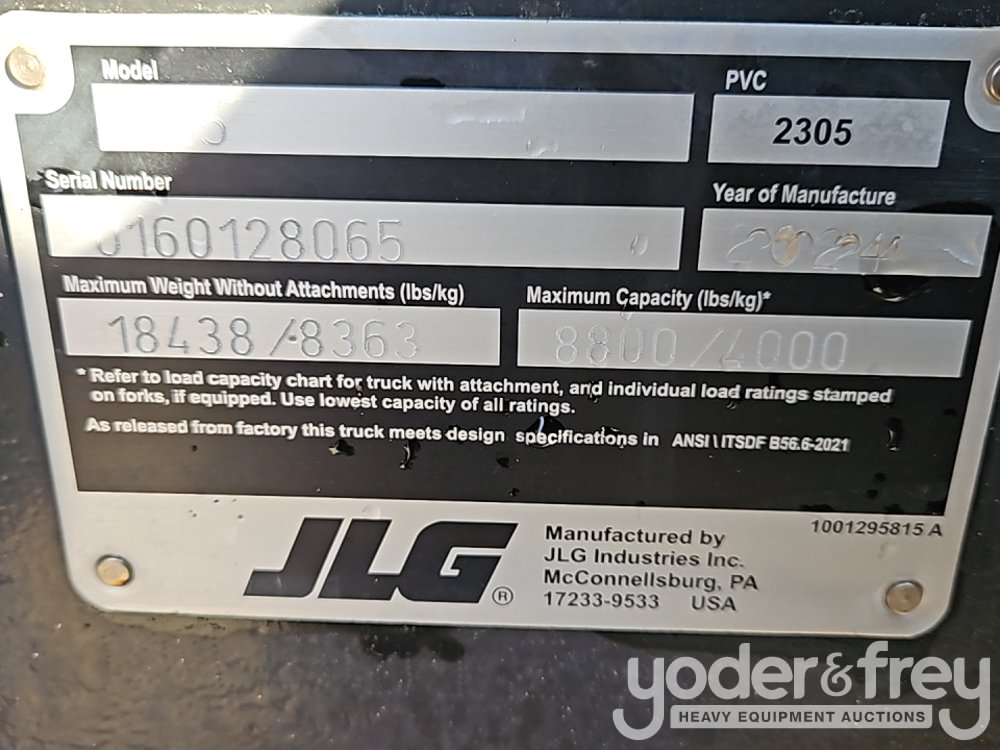 Model
PVC
2305
Serial Number
Year of Manufacture
0160128065
2024
Maximum Weight Without Attachments (lbs/kg)
Maximum Capacity (lbs/kg)*
18438/8363
8800/4000
* Refer to load capacity chart for truck with attachment, and individual load ratings stamped
on forks, if equipped. Use lowest capacity of all ratings.
As released from factory this truck meets design specifications in ANSI \ ITSDF B56.6-2021
1001295815 A
JLG®
Manufactured by
JLG Industries Inc.
McConnellsburg, PA
17233-9533 USA
yoder&frey
HEAVY EQUIPMENT AUCTIONS